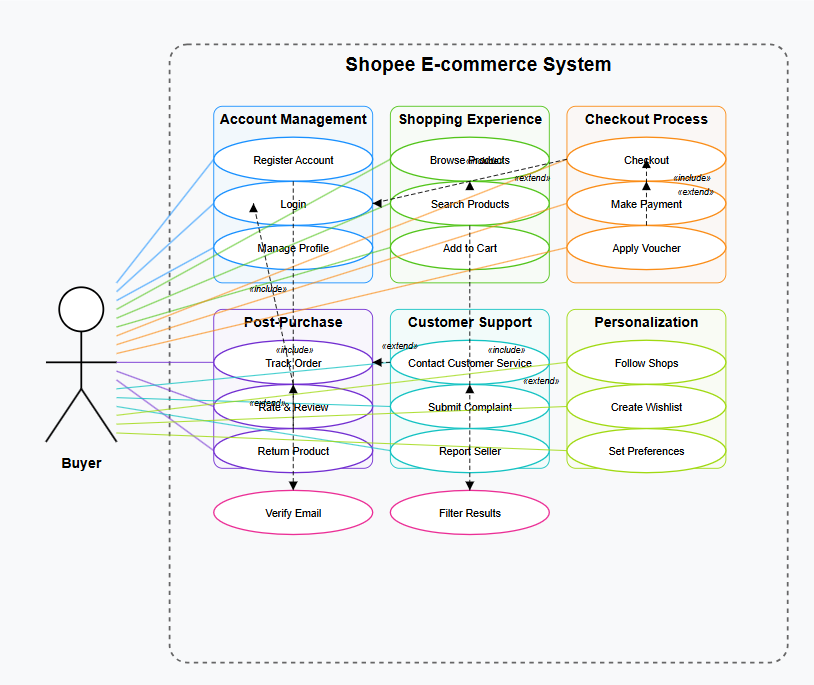 Shopee E-commerce System
Account Management
Shopping Experience
Checkout Process
Register Account
Browse Products
Checkout
«extend»
«include»
«extend»
Login
Search Products
Make Payment
Manage Profile
Add to Cart
Apply Voucher
«include»
Post-Purchase
Customer Support
Personalization
«include»
«extend»
«include»
Track Order
Contact Customer Service
Follow Shops
«extend»
«extend»
Rate & Review
Submit Complaint
Create Wishlist
Return Product
Report Seller
Set Preferences
Buyer
Verify Email
Filter Results